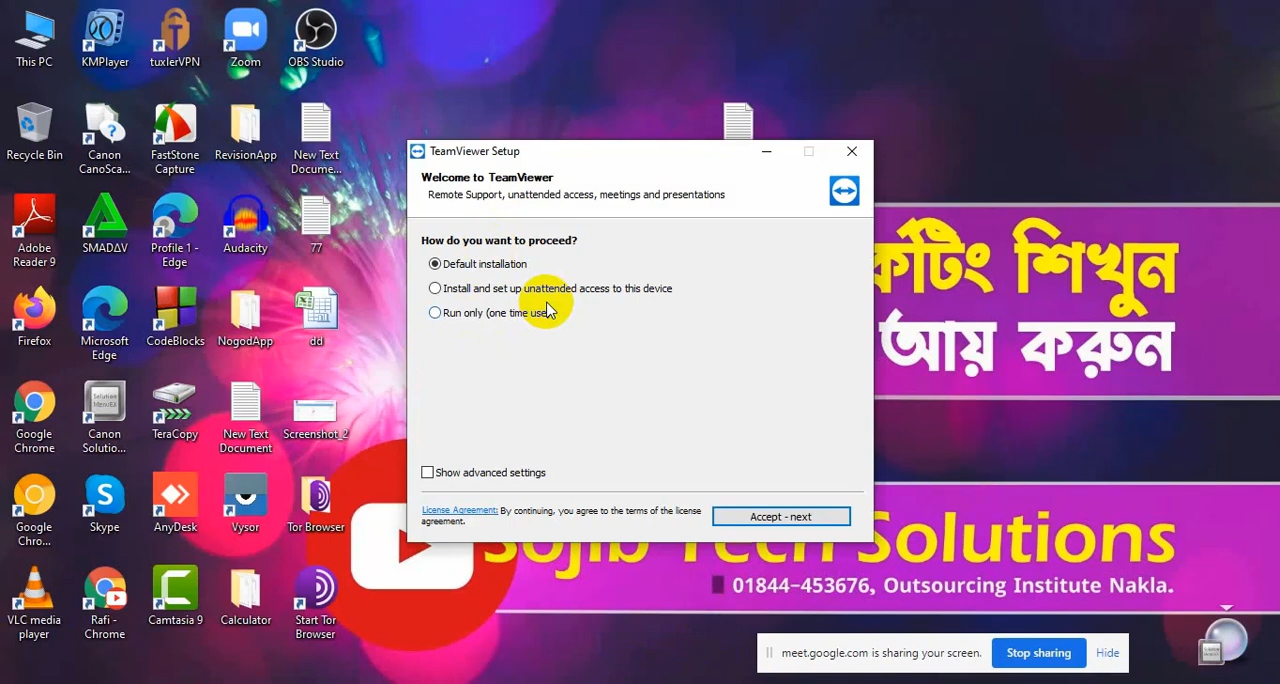 This PC
KMPlayer
tuxlerVPN
Zoom
OBS Studio
Recycle Bin
Canon
CanoSca...
FastStone
Capture
RevisionApp
New Text
Docume...
Adobe
Reader 9
SMADΔV
Profile 1 -
Edge
Audacity
77
Firefox
Microsoft
Edge
CodeBlocks
NogodApp
dd
Google
Chrome
Canon
Solutio...
TeraCopy
New Text
Document
Screenshot_2
Google
Chro...
Skype
AnyDesk
Vysor
Tor Browser
VLC media
player
Rafi -
Chrome
Camtasia 9
Calculator
Start Tor
Browser
TeamViewer Setup
Welcome to TeamViewer
Remote Support, unattended access, meetings and presentations
How do you want to proceed?
Default installation
Install and set up unattended access to this device
Run only (one time use)
Show advanced settings
License Agreement: By continuing, you agree to the terms of the license
agreement.
Accept - next
শিখুন
আয় করুন
Sojib Tech Solutions
01844-453676, Outsourcing Institute Nakla.
meet.google.com is sharing your screen.
Stop sharing
Hide